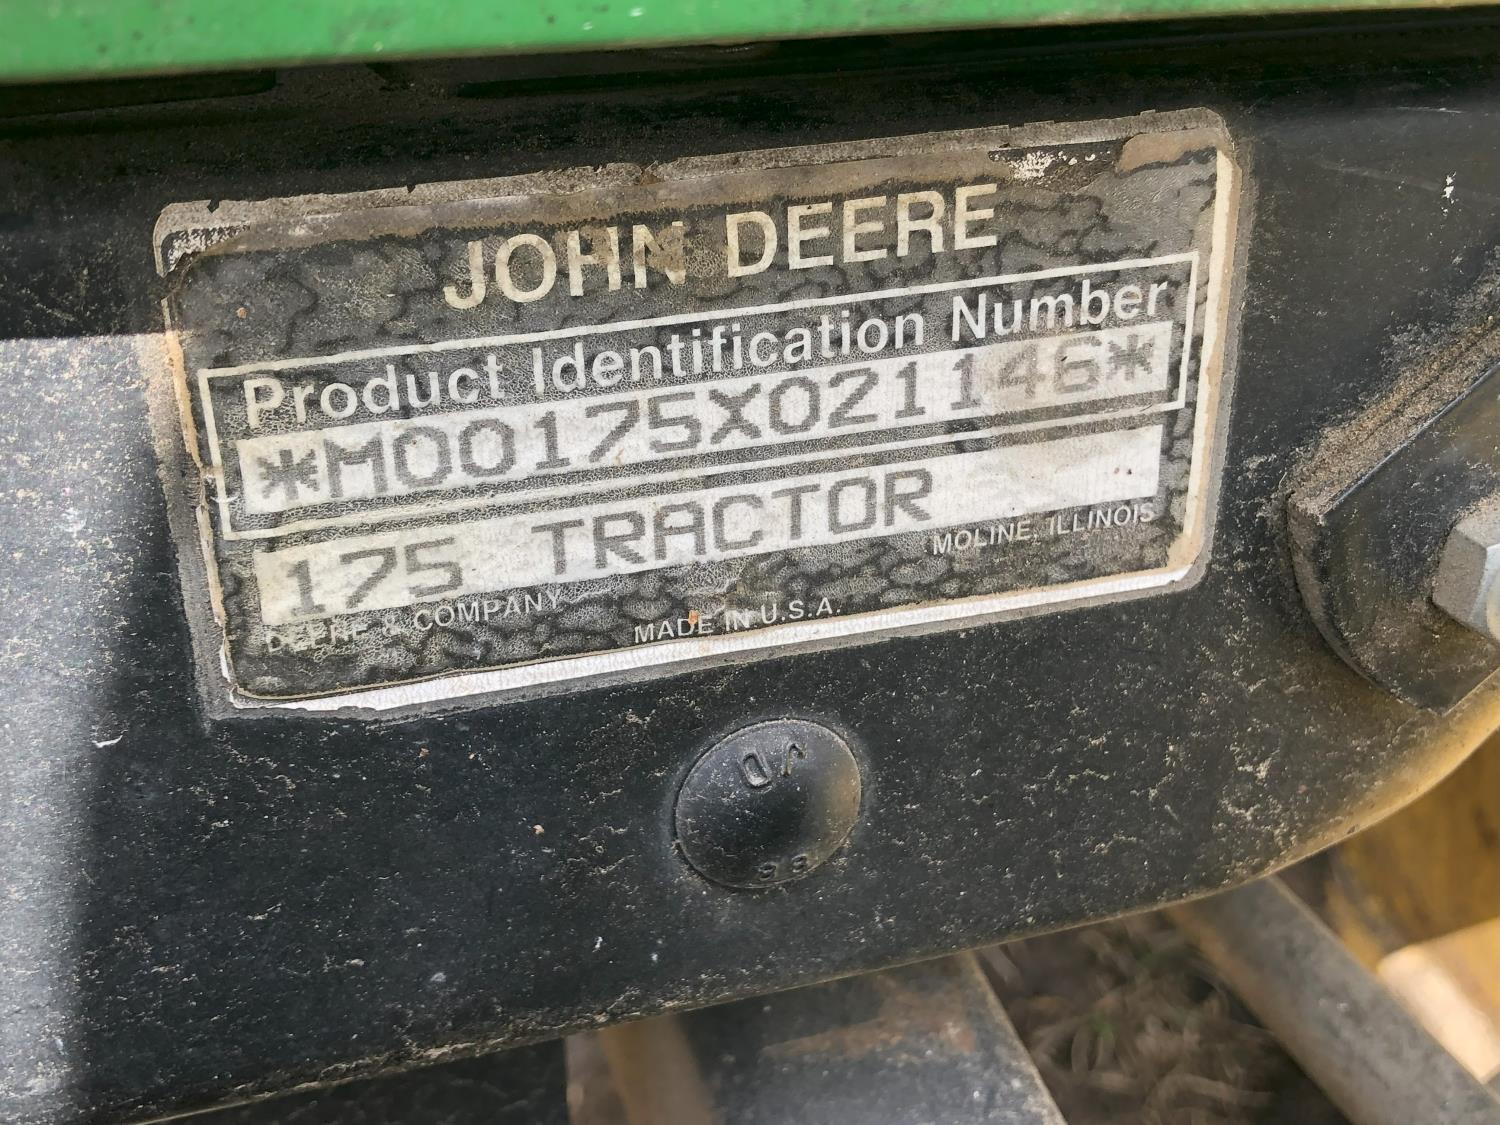 JOHN DEERE
Product Identification Number
*M00175X021146*
175 TRACTOR
DEERE & COMPANY
MOLINE, ILLINOIS
MADE IN U.S.A.